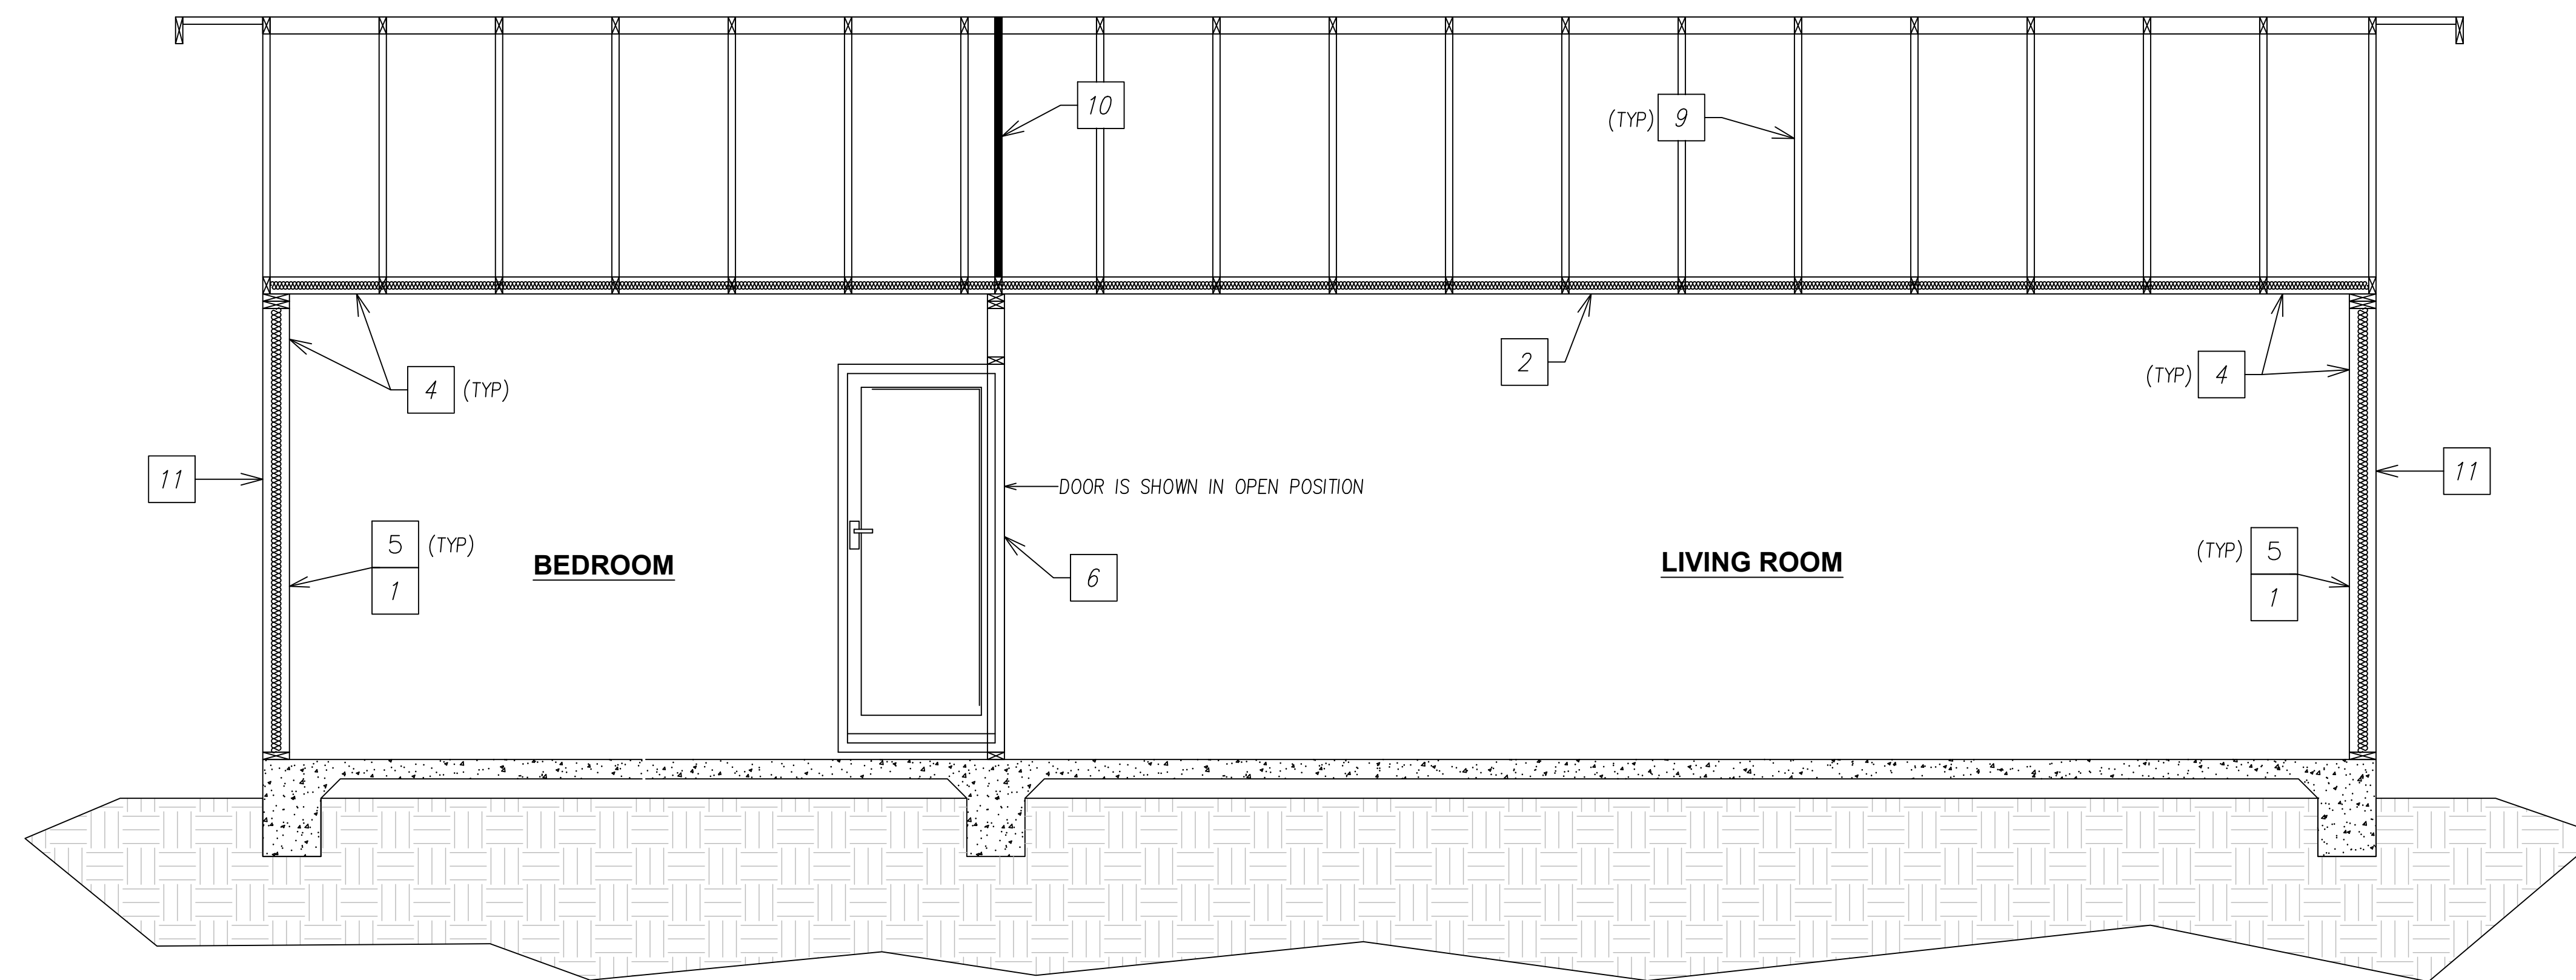 10
(TYP) 9
2
4 (TYP)
(TYP) 4
11
11
DOOR IS SHOWN IN OPEN POSITION
5 (TYP)
1
BEDROOM
6
LIVING ROOM
(TYP) 5
1